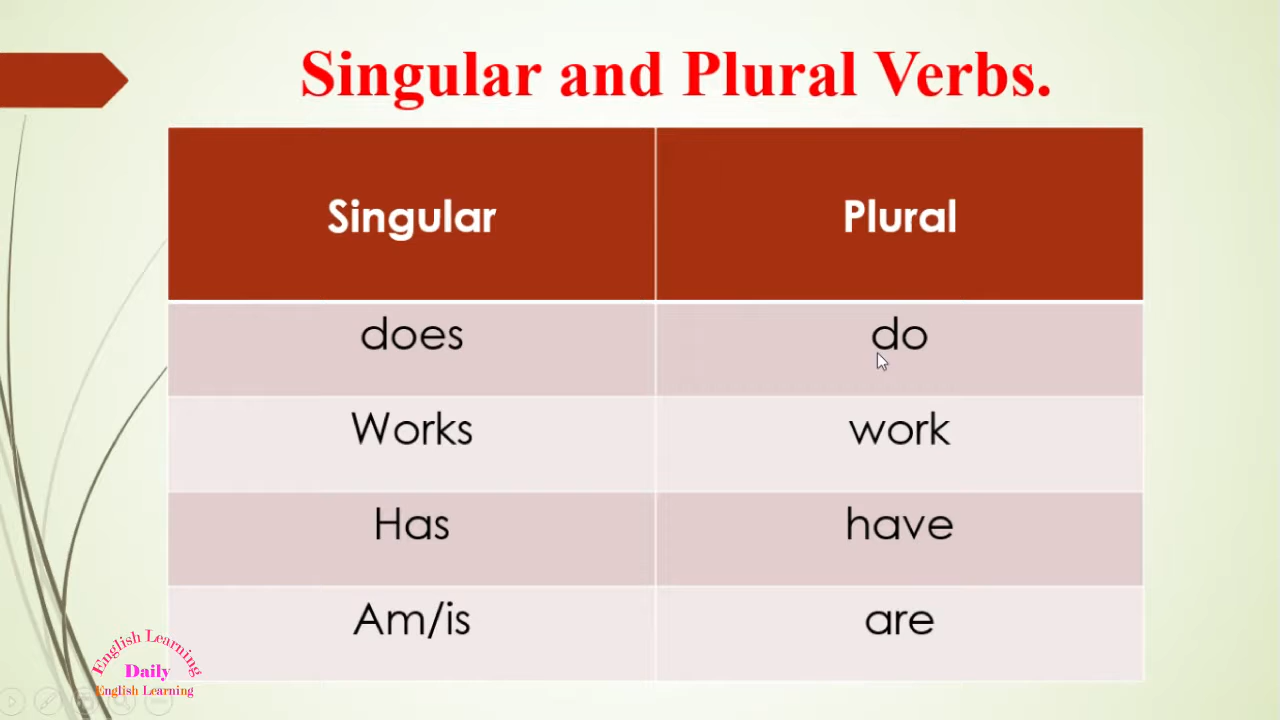 Singular and Plural Verbs.
Singular Plural
does do
Works work
Has have
Am/is are
English Learning
Daily
English Learning